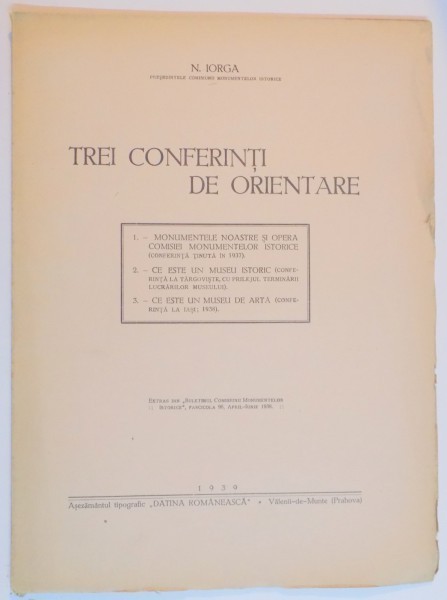 N. IORGA
PREȘEDINTELE COMISIUNII MONUMENTELOR ISTORICE
TREI CONFERINȚI
DE ORIENTARE
1. – MONUMENTELE NOASTRE ȘI OPERA
COMISIEI MONUMENTELOR ISTORICE
(CONFERINȚĂ ȚINUTĂ ÎN 1937).
2. – CE ESTE UN MUSEU ISTORIC (CONFE-
RINȚĂ LA TÂRGOVIȘTE, CU PRILEJUL TERMINĂRII
LUCRĂRILOR MUSEULUI).
3. – CE ESTE UN MUSEU DE ARTĂ (CONFE-
RINȚĂ LA IAȘI; 1938).
EXTRAS DIN „BULETINUL COMISIUNII MONUMENTELOR
:: ISTORICE", FASCICOLA 96, APRIL-IUNIE 1938. ::
1939
Așezământul tipografic „DATINA ROMÂNEASCĂ" • Vălenii-de-Munte (Prahova)